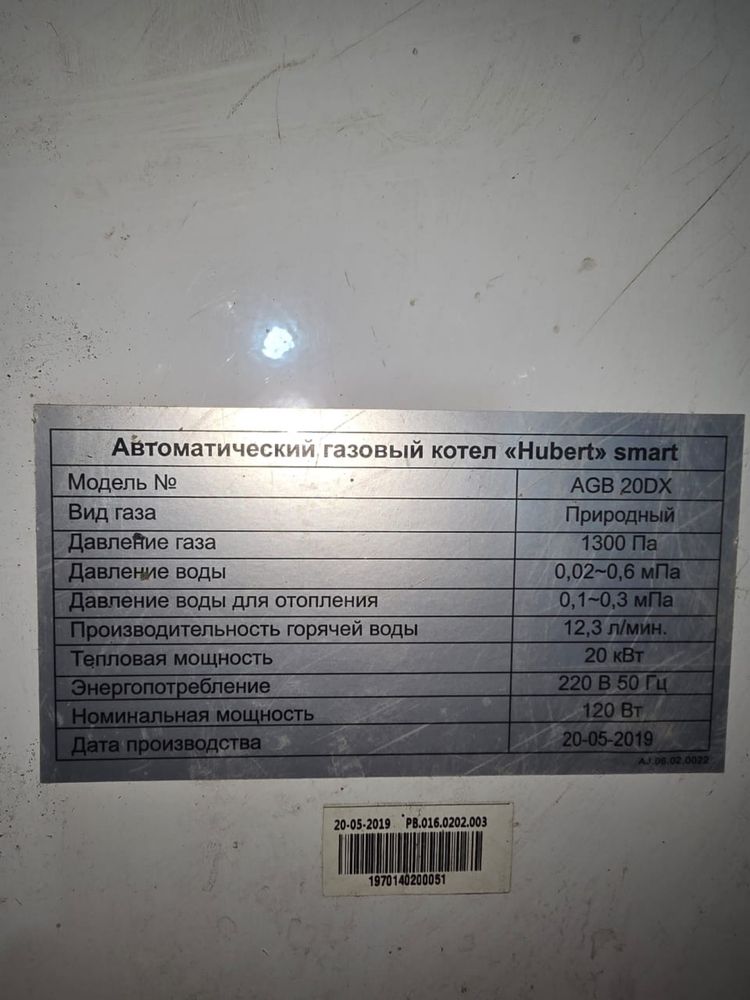 Автоматический газовый котел «Hubert» smart
Модель № AGB 20DX
Вид газа Природный
Давление газа 1300 Па
Давление воды 0,02~0,6 мПа
Давление воды для отопления 0,1~0,3 мПа
Производительность горячей воды 12,3 л/мин.
Тепловая мощность 20 кВт
Энергопотребление 220 В 50 Гц
Номинальная мощность 120 Вт
Дата производства 20-05-2019
AJ.06.02.0022
20-05-2019 PB.016.0202.003
1970140200051